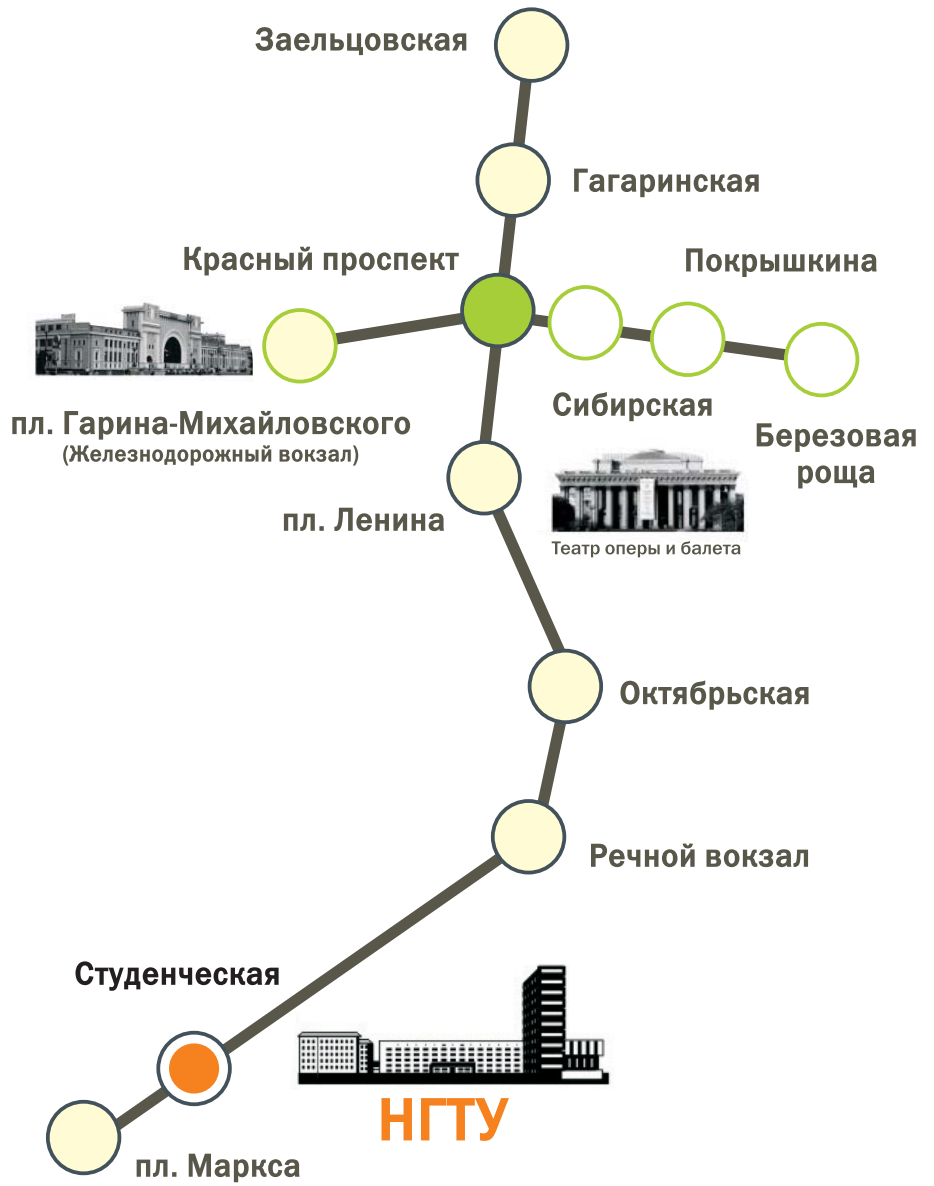 Заельцовская
Гагаринская
Красный проспект
Покрышкина
Сибирская
пл. Гарина-Михайловского
(Железнодорожный вокзал)
Березовая
роща
пл. Ленина
Театр оперы и балета
Октябрьская
Речной вокзал
Студенческая
НГТУ
пл. Маркса